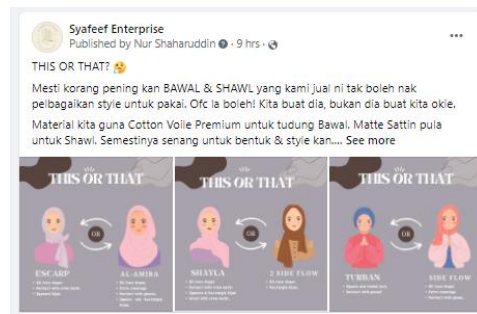 Syafeef Enterprise
Published by Nur Shaharuddin · 9 hrs ·
THIS OR THAT? 🤔
Mesti korang pening kan BAWAL & SHAWL yang kami jual ni tak boleh nak
pelbagaikan style untuk pakai. Ofc la boleh! Kita buat dia, bukan dia buat kita okie.
Material kita guna Cotton Voile Premium untuk tudung Bawal. Matte Sattin pula
untuk Shawl. Semestinya senang untuk bentuk & style kan.... See more
THIS OR THAT
OR
ESCARP
AL-AMIRA
THIS OR THAT
OR
SHAYLA
2 SIDE FLOW
THIS OR THAT
OR
TURBAN
SIDE FLOW